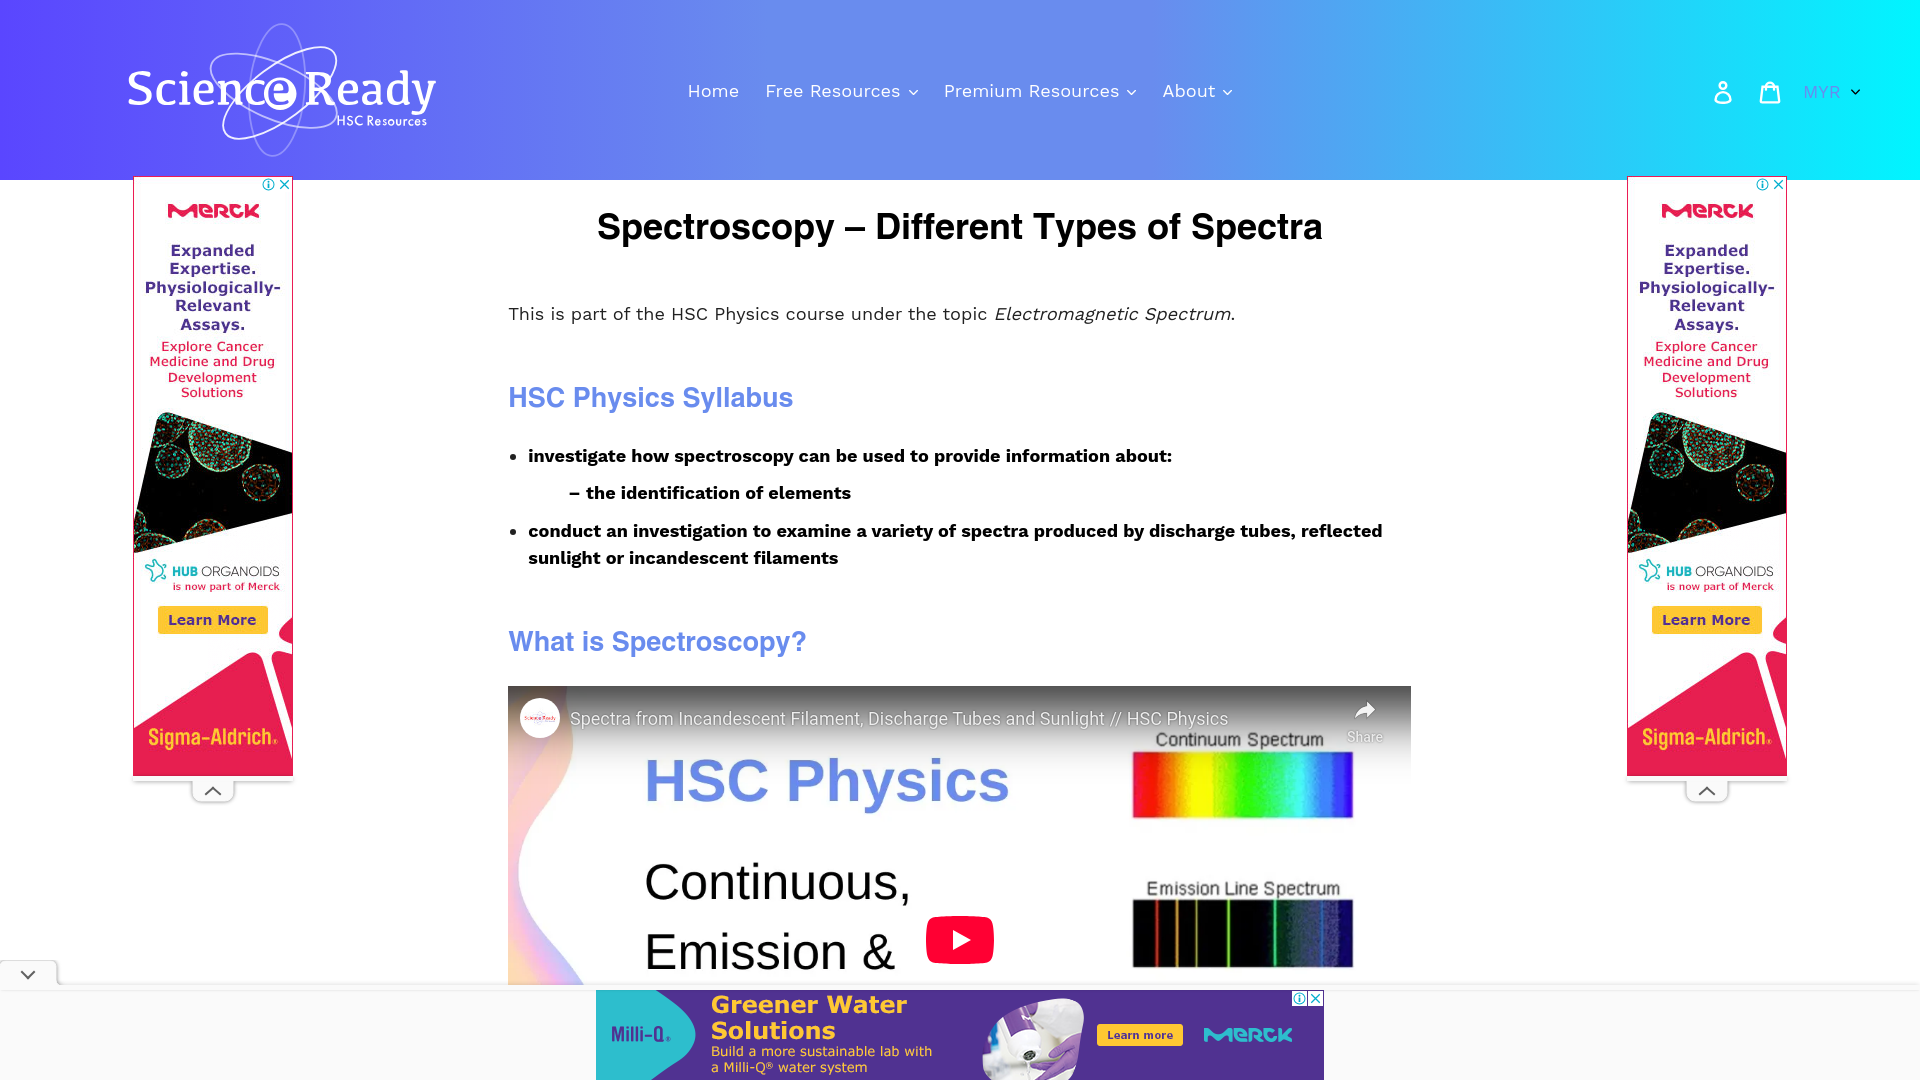 Science Ready
HSC Resources
Home
Free Resources
Premium Resources
About
MYR
MERCK
Expanded
Expertise.
Physiologically-
Relevant
Assays.
Explore Cancer
Medicine and Drug
Development
Solutions
HUB ORGANOIDS
is now part of Merck
Learn More
Sigma-Aldrich®
Spectroscopy – Different Types of Spectra
This is part of the HSC Physics course under the topic Electromagnetic Spectrum.
HSC Physics Syllabus
investigate how spectroscopy can be used to provide information about:
– the identification of elements
conduct an investigation to examine a variety of spectra produced by discharge tubes, reflected
sunlight or incandescent filaments
What is Spectroscopy?
Science Ready
Spectra from Incandescent Filament, Discharge Tubes and Sunlight // HSC Physics
Share
HSC Physics
Continuous,
Emission &
Continuum Spectrum
Emission Line Spectrum
MERCK
Expanded
Expertise.
Physiologically-
Relevant
Assays.
Explore Cancer
Medicine and Drug
Development
Solutions
HUB ORGANOIDS
is now part of Merck
Learn More
Sigma-Aldrich®
Milli-Q®
Greener Water
Solutions
Build a more sustainable lab with
a Milli-Q® water system
Learn more
MERCK